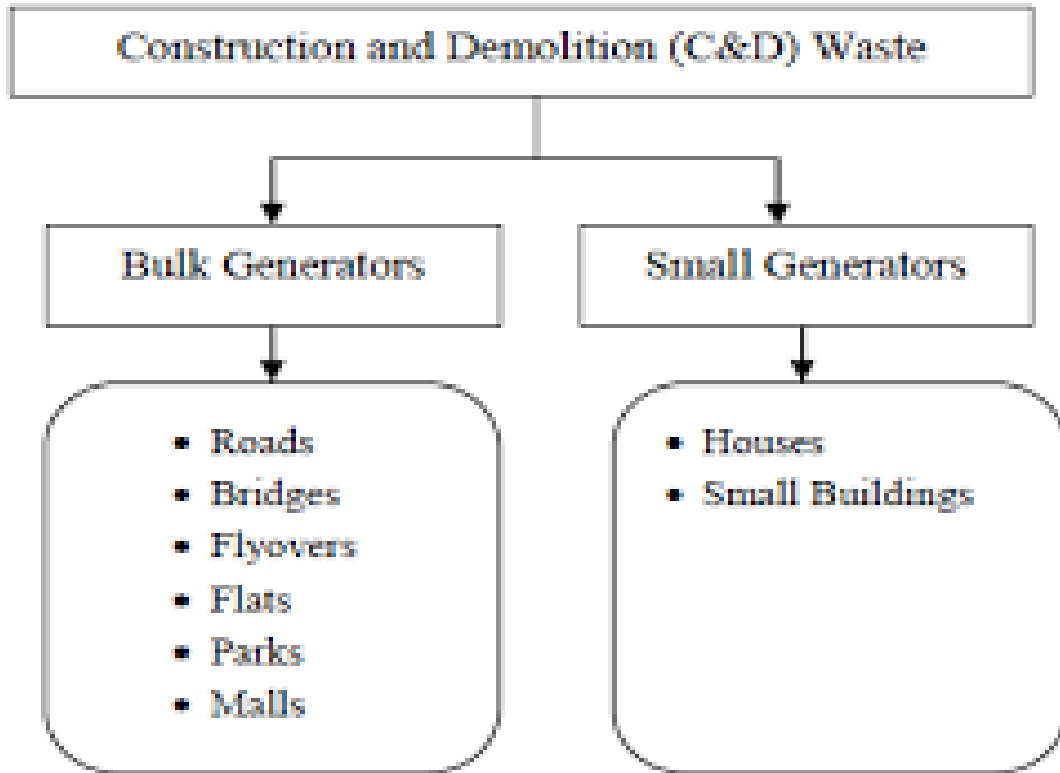 Construction and Demolition (C&D) Waste
Bulk Generators
Small Generators
• Roads
• Bridges
• Flyovers
• Flats
• Parks
• Malls
• Houses
• Small Buildings